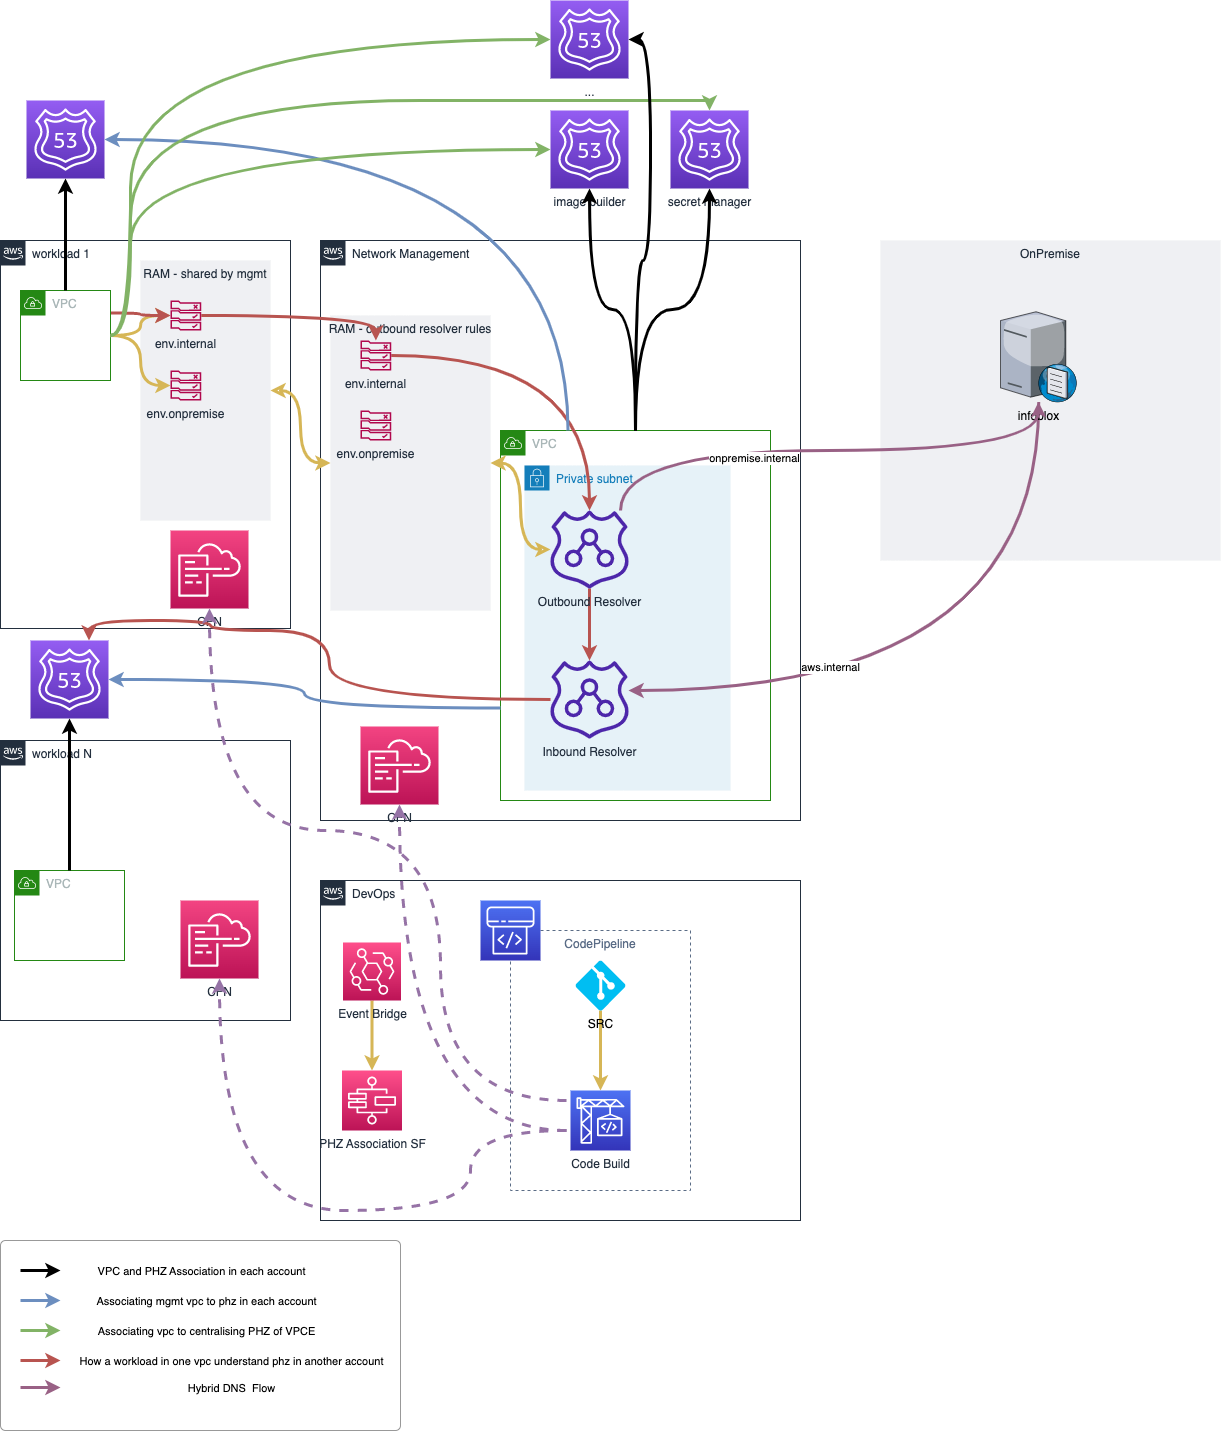 53
...
53
53
53
image builder
secret manager
aws
workload 1
aws
Network Management
OnPremise
RAM - shared by mgmt
VPC
env.internal
RAM - outbound resolver rules
env.internal
env.onpremise
infoblox
env.onpremise
VPC
onpremise.internal
Private subnet
Outbound Resolver
CFN
53
aws.internal
Inbound Resolver
aws
workload N
CFN
VPC
aws
DevOps
CodePipeline
CFN
Event Bridge
SRC
PHZ Association SF
Code Build
VPC and PHZ Association in each account
Associating mgmt vpc to phz in each account
Associating vpc to centralising PHZ of VPCE
How a workload in one vpc understand phz in another account
Hybrid DNS Flow